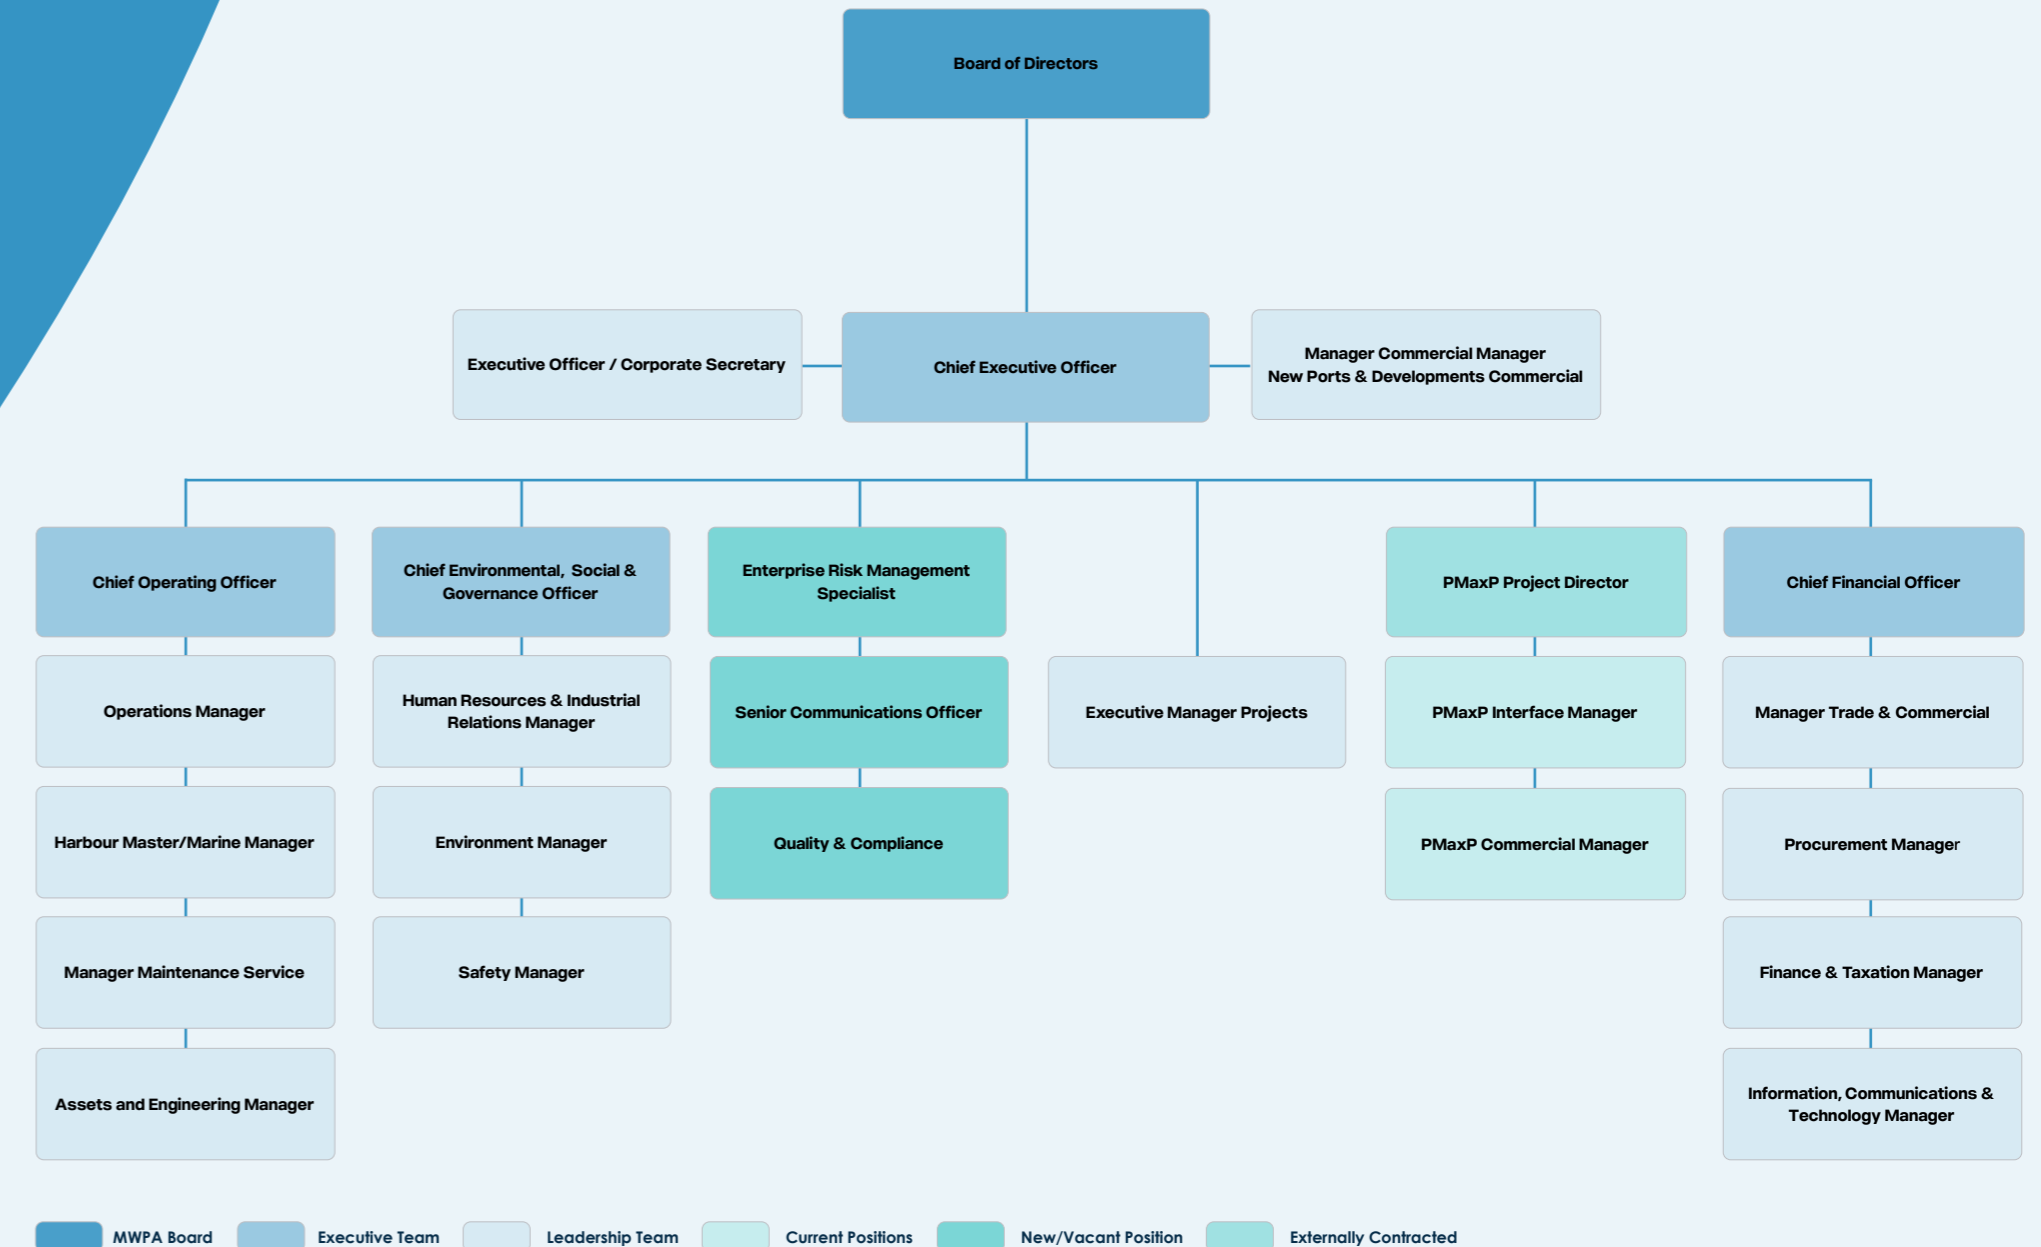 Board of Directors
Executive Officer / Corporate Secretary
Chief Executive Officer
Manager Commercial Manager
New Ports & Developments Commercial
Chief Operating Officer
Chief Environmental, Social &
Governance Officer
Enterprise Risk Management
Specialist
PMaxP Project Director
Chief Financial Officer
Operations Manager
Human Resources & Industrial
Relations Manager
Senior Communications Officer
Executive Manager Projects
PMaxP Interface Manager
Manager Trade & Commercial
Harbour Master/Marine Manager
Environment Manager
Quality & Compliance
PMaxP Commercial Manager
Procurement Manager
Manager Maintenance Service
Safety Manager
Finance & Taxation Manager
Assets and Engineering Manager
Information, Communications &
Technology Manager
MWPA Board
Executive Team
Leadership Team
Current Positions
New/Vacant Position
Externally Contracted